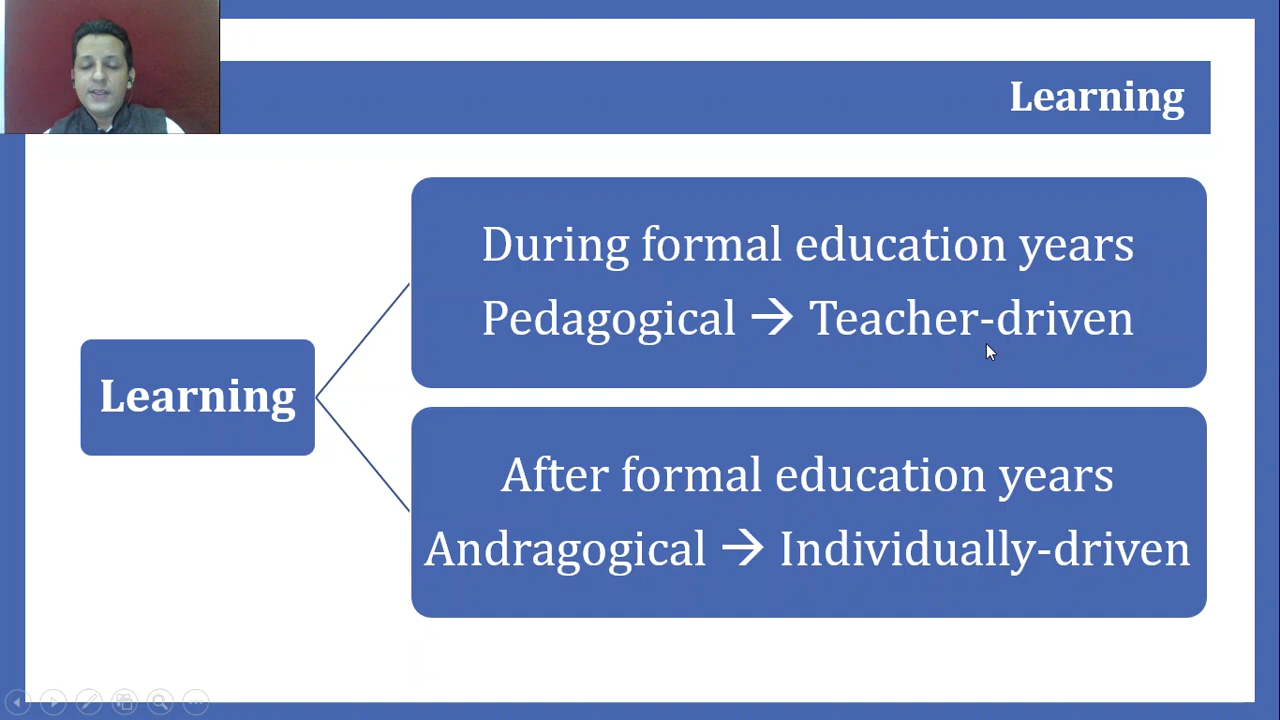 Learning
During formal education years
Pedagogical → Teacher-driven
Learning
After formal education years
Andragogical → Individually-driven